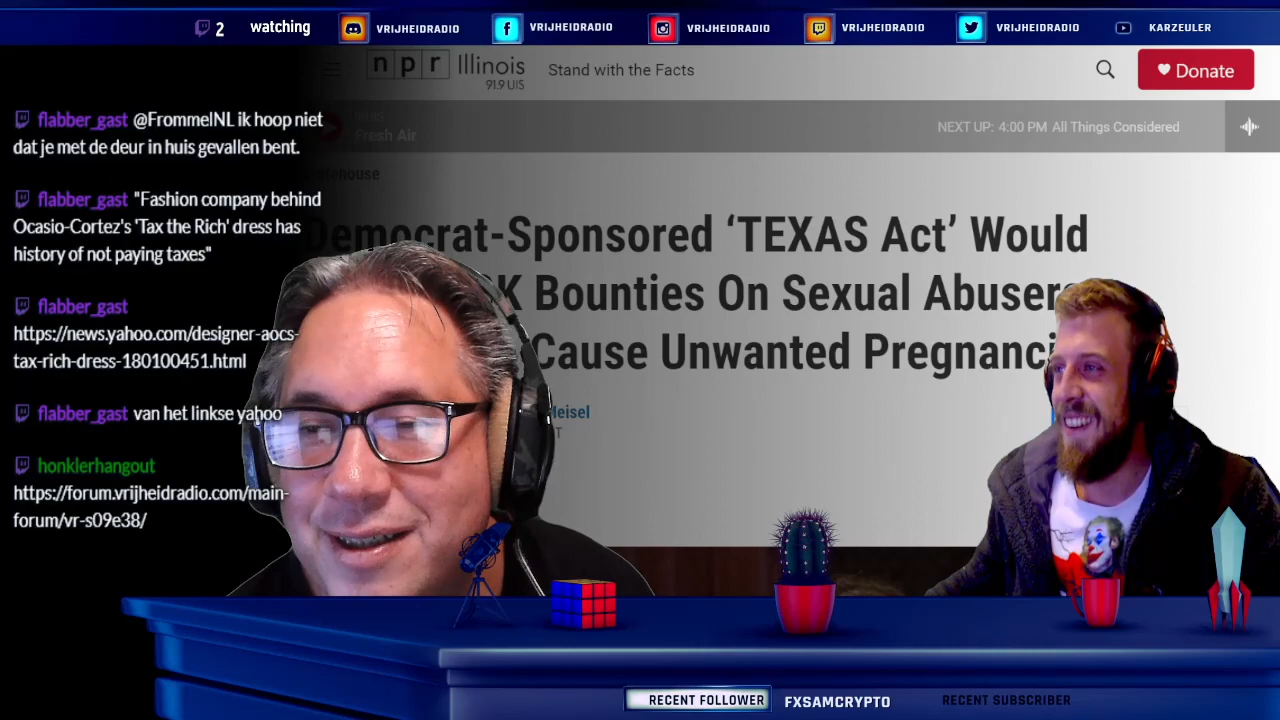 2 watching
VRIJHEIDRADIO
VRIJHEIDRADIO
VRIJHEIDRADIO
VRIJHEIDRADIO
VRIJHEIDRADIO
KARZEULER
npr Illinois
91.9 UIS
Stand with the Facts
Donate
Fresh Air
NEXT UP: 4:00 PM All Things Considered
flabber_gast @FrommelNL ik hoop niet
dat je met de deur in huis gevallen bent.
flabber_gast "Fashion company behind
Ocasio-Cortez's 'Tax the Rich' dress has
history of not paying taxes"
flabber_gast
https://news.yahoo.com/designer-aocs-
tax-rich-dress-180100451.html
flabber_gast van het linkse yahoo
honklerhangout
https://forum.vrijheidradio.com/main-
forum/vr-s09e38/
Democrat-Sponsored ‘TEXAS Act’ Would
K Bounties On Sexual Abusers
Cause Unwanted Pregnanci
Meisel
RECENT FOLLOWER
FXSAMCRYPTO
RECENT SUBSCRIBER